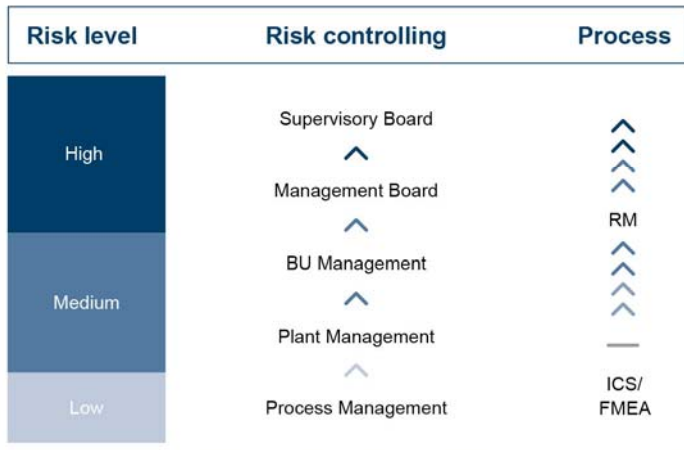 Risk level
Risk controlling
Process
High
Supervisory Board
Management Board
RM
Medium
BU Management
Plant Management
Low
Process Management
ICS/
FMEA